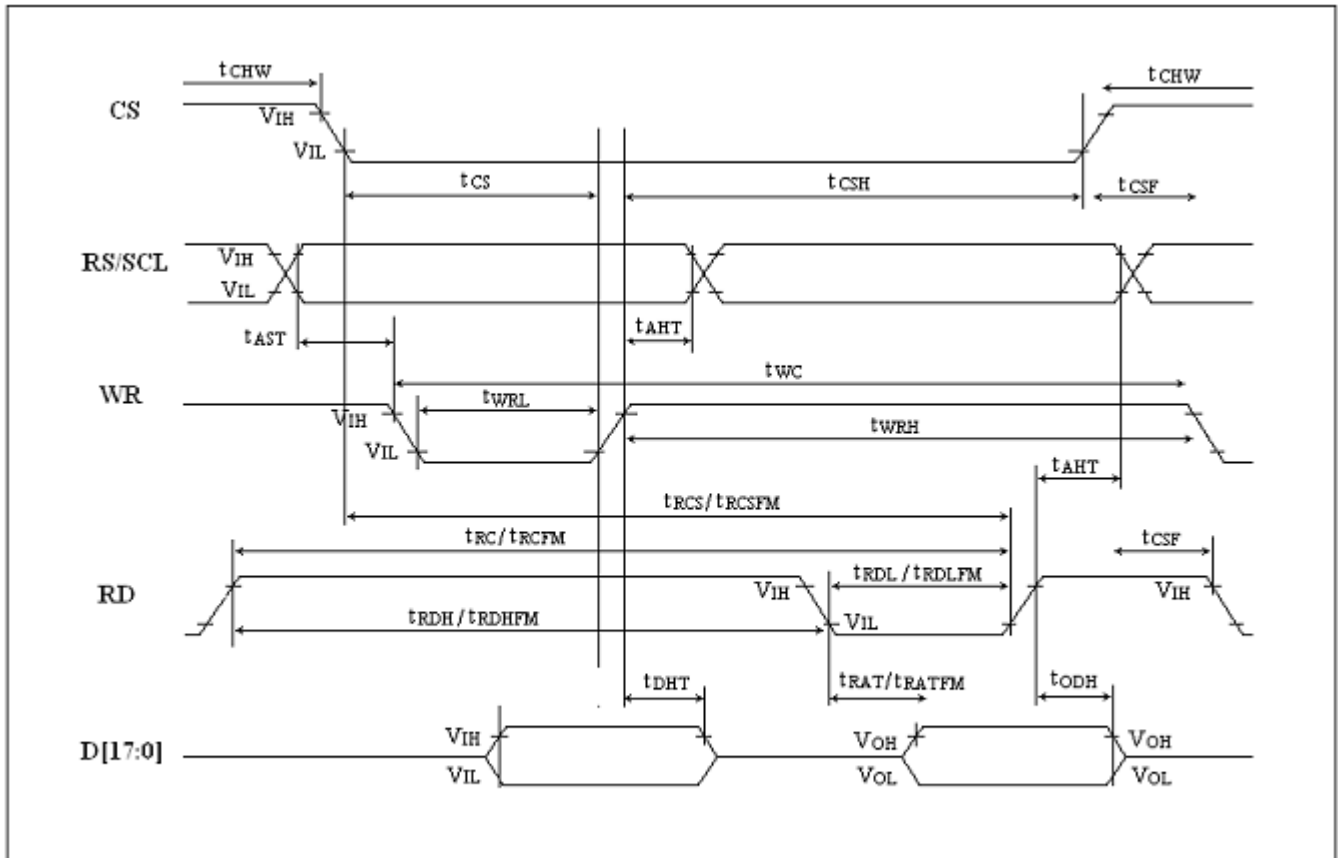 tCHW
tCHW
CS
VIH
VIL
tCS
tCSH
tCSF
RS/SCL
VIH
VIL
tAST
tAHT
tWC
WR
VIH
tWRL
tWRH
VIL
tAHT
tRCS/tRCSFM
tRC/tRCFM
tCSF
RD
VIH
tRDL/tRDLFM
VIH
tRDH/tRDHFM
VIL
tDHT
tRAT/tRATFM
tODH
D[17:0]
VIH
VOH
VOH
VIL
VOL
VOL